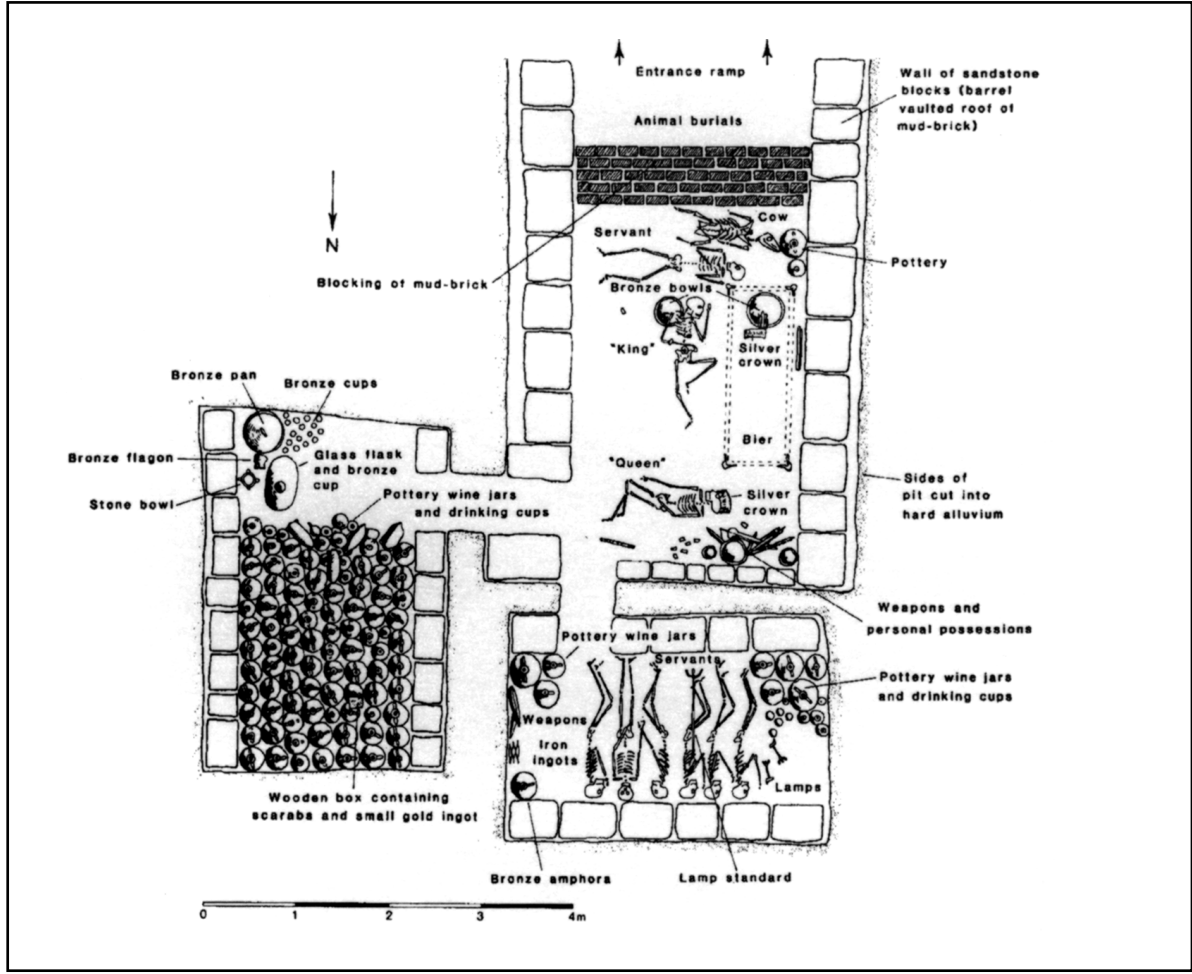 Entrance ramp
Wall of sandstone
blocks (barrel
vaulted roof of
mud-brick)
Animal burials
N
Cow
Servant
Pottery
Blocking of mud-brick
Bronze bowls
"King"
Silver
crown
Bronze pan
Bronze cups
Bier
Bronze flagon
Glass flask
and bronze
cup
"Queen"
Silver
crown
Sides of
pit cut into
hard alluvium
Stone bowl
Pottery wine jars
and drinking cups
Weapons and
personal possessions
Pottery wine jars
Servants
Pottery wine jars
and drinking cups
Weapons
Iron
ingots
Lamps
Wooden box containing
scarabs and small gold ingot
Bronze amphora
Lamp standard
0 1 2 3 4m